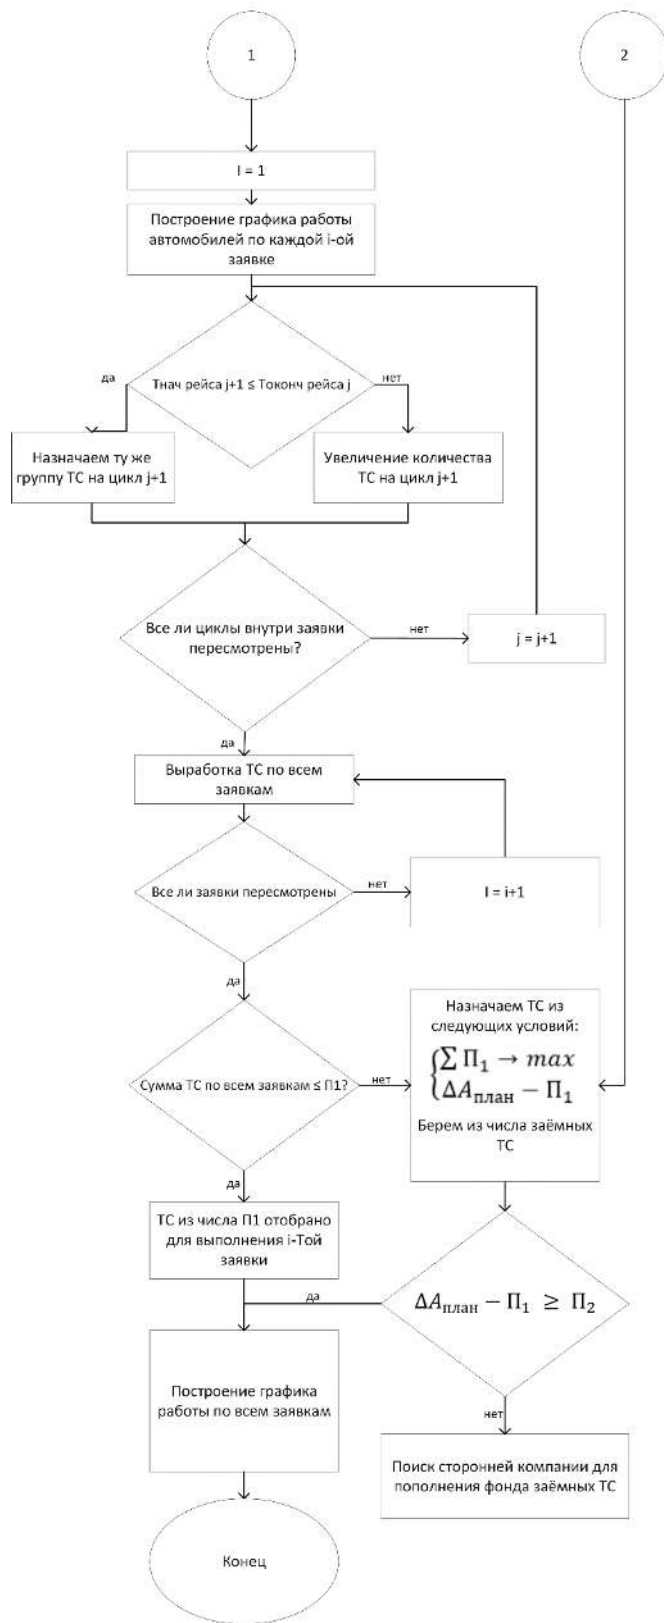 1
2
I = 1
Построение графика работы
автомобилей по каждой i-ой
заявке
да
Тнач рейса j+1 ≤ Токонч рейса j
нет
Назначаем ту же
группу ТС на цикл j+1
Увеличение количества
ТС на цикл j+1
Все ли циклы внутри заявки
пересмотрены?
нет
j = j+1
да
Выработка ТС по всем
заявкам
Все ли заявки пересмотрены
нет
I = i+1
да
Назначаем ТС из
следующих условий:
∑ П₁ → max
ΔAплан − П₁
Берем из числа заёмных
ТС
Сумма ТС по всем заявкам ≤ П1?
нет
да
ТС из числа П1 отобрано
для выполнения i-Той
заявки
да
ΔAплан − П₁ ≥ П₂
Построение графика
работы по всем заявкам
нет
Поиск сторонней компании для
пополнения фонда заёмных ТС
Конец